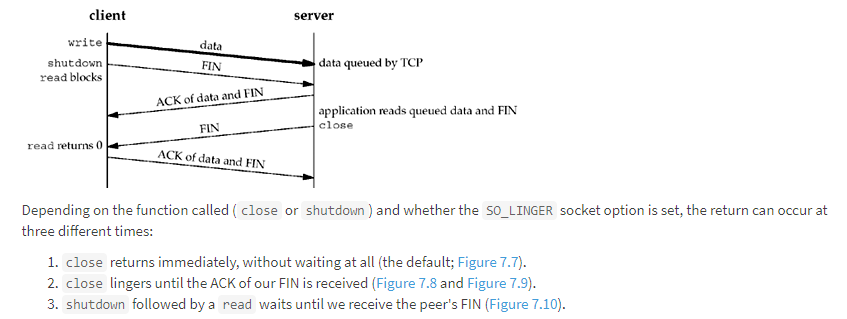 client server
write data
data queued by TCP
shutdown FIN
read blocks
ACK of data and FIN
application reads queued data and FIN
FIN close
read returns 0
ACK of data and FIN
Depending on the function called ( close or shutdown ) and whether the SO_LINGER socket option is set, the return can occur at
three different times:
1. close returns immediately, without waiting at all (the default; Figure 7.7).
2. close lingers until the ACK of our FIN is received (Figure 7.8 and Figure 7.9).
3. shutdown followed by a read waits until we receive the peer's FIN (Figure 7.10).